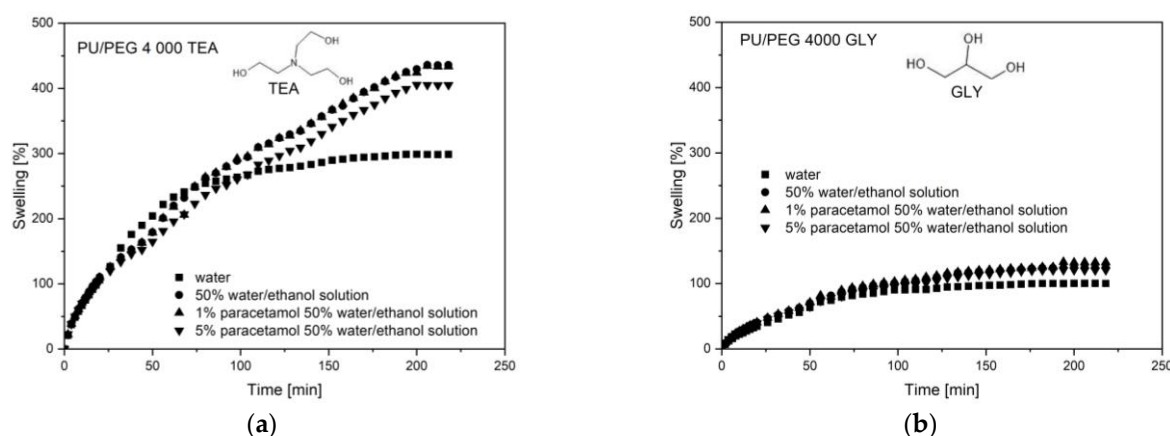 500
400
300
200
100
0
Swelling [%]
PU/PEG 4 000 TEA
OH
HO
N
OH
TEA
water
50% water/ethanol solution
1% paracetamol 50% water/ethanol solution
5% paracetamol 50% water/ethanol solution
0 50 100 150 200 250
Time [min]
(a)
500
400
300
200
100
0
Swelling [%]
PU/PEG 4000 GLY
OH
HO
OH
GLY
water
50% water/ethanol solution
1% paracetamol 50% water/ethanol solution
5% paracetamol 50% water/ethanol solution
0 50 100 150 200 250
Time [min]
(b)